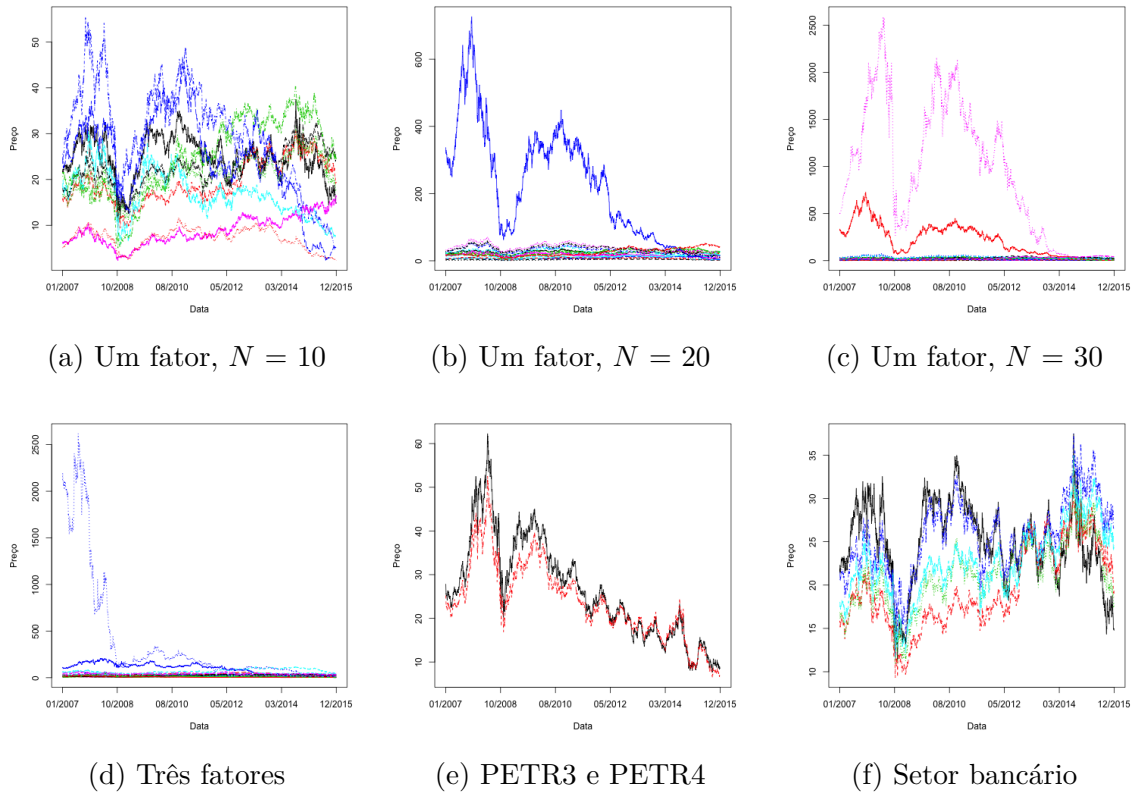 50
40
30
20
10
Preço
01/2007 10/2008 08/2010 05/2012 03/2014 12/2015
Data
(a) Um fator, N = 10
600
400
200
0
Preço
01/2007 10/2008 08/2010 05/2012 03/2014 12/2015
Data
(b) Um fator, N = 20
2500
2000
1500
1000
500
0
Preço
01/2007 10/2008 08/2010 05/2012 03/2014 12/2015
Data
(c) Um fator, N = 30
2500
2000
1500
1000
500
0
Preço
01/2007 10/2008 08/2010 05/2012 03/2014 12/2015
Data
(d) Três fatores
60
50
40
30
20
10
Preço
01/2007 10/2008 08/2010 05/2012 03/2014 12/2015
Data
(e) PETR3 e PETR4
35
30
25
20
15
10
Preço
01/2007 10/2008 08/2010 05/2012 03/2014 12/2015
Data
(f) Setor bancário